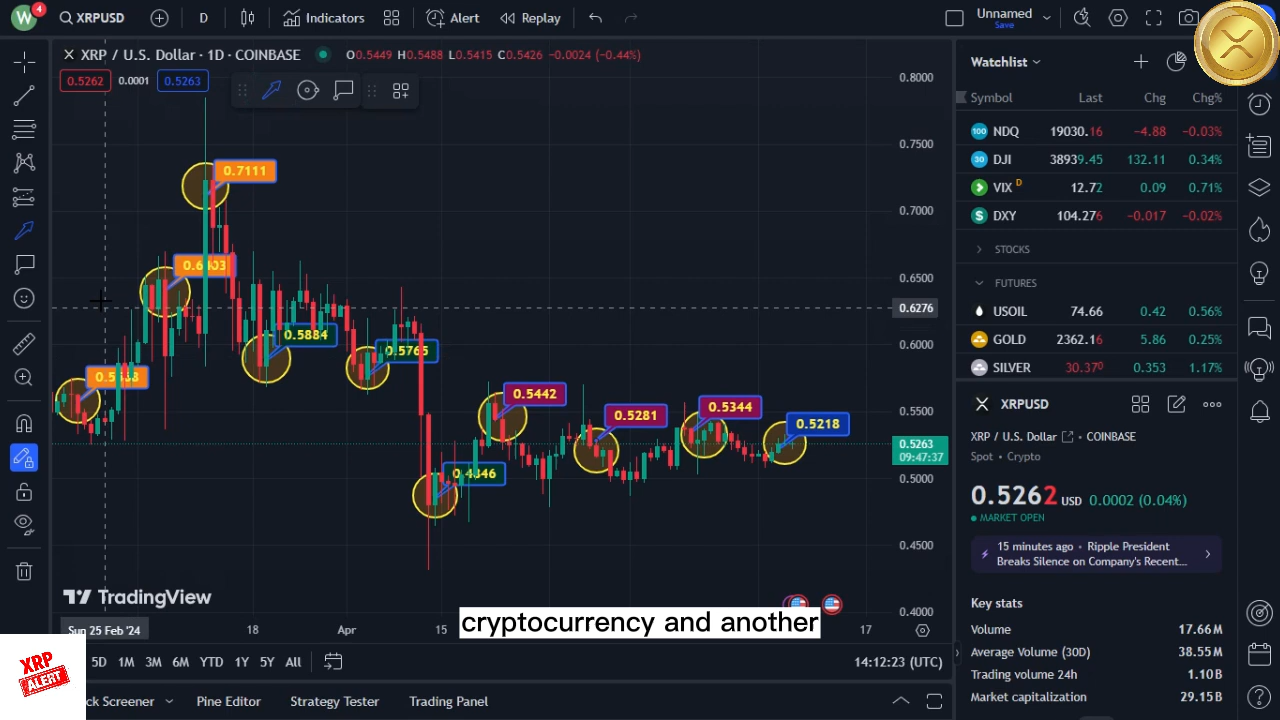 W 4 XRPUSD D Indicators Alert Replay Unnamed
Save
XRP / U.S. Dollar · 1D · COINBASE O0.5449 H0.5488 L0.5415 C0.5426 −0.0024 (−0.44%)
0.5262 0.0001 0.5263
0.8000
0.7500
0.7000
0.6500
0.6276
0.6000
0.5500
0.5263
09:47:37
0.5000
0.4500
0.4000
0.7111
0.5884
0.5765
0.5442
0.5281
0.5344
0.5218
TradingView
cryptocurrency and another
Sun 25 Feb '24 18 Apr 15 17
XRP
ALERT
5D 1M 3M 6M YTD 1Y 5Y All 14:12:23 (UTC)
Screener Pine Editor Strategy Tester Trading Panel
Watchlist
Symbol Last Chg Chg%
100 NDQ 19030.16 −4.88 −0.03%
30 DJI 38939.45 132.11 0.34%
VIX D 12.72 0.09 0.71%
$ DXY 104.276 −0.017 −0.02%
STOCKS
FUTURES
USOIL 74.66 0.42 0.56%
GOLD 2362.16 5.86 0.25%
SILVER 30.370 0.353 1.17%
XRPUSD
XRP / U.S. Dollar · COINBASE
Spot · Crypto
0.5262 USD 0.0002 (0.04%)
MARKET OPEN
15 minutes ago · Ripple President
Breaks Silence on Company's Recent...
Key stats
Volume 17.66M
Average Volume (30D) 38.55M
Trading volume 24h 1.10B
Market capitalization 29.15B